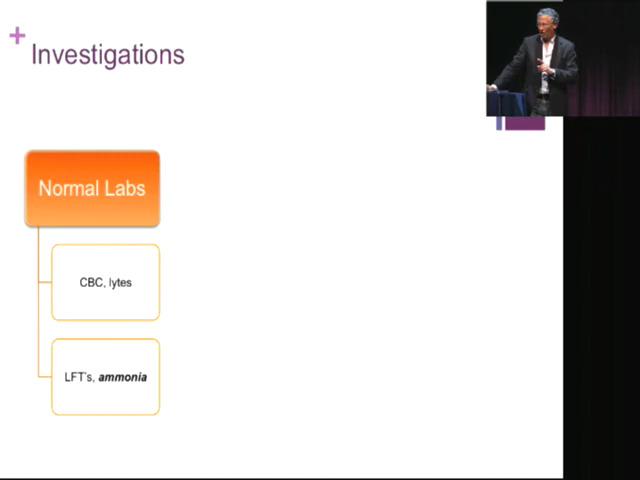 +
Investigations
Normal Labs
CBC, lytes
LFT's, ammonia